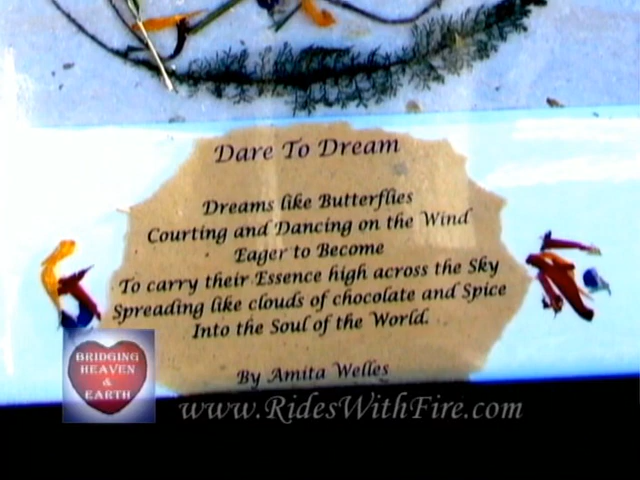 Dare To Dream
Dreams like Butterflies
Courting and Dancing on the Wind
Eager to Become
To carry their Essence high across the Sky
Spreading like clouds of chocolate and Spice
Into the Soul of the World.
By Amita Welles
BRIDGING
HEAVEN
&
EARTH
www.RidesWithFire.com